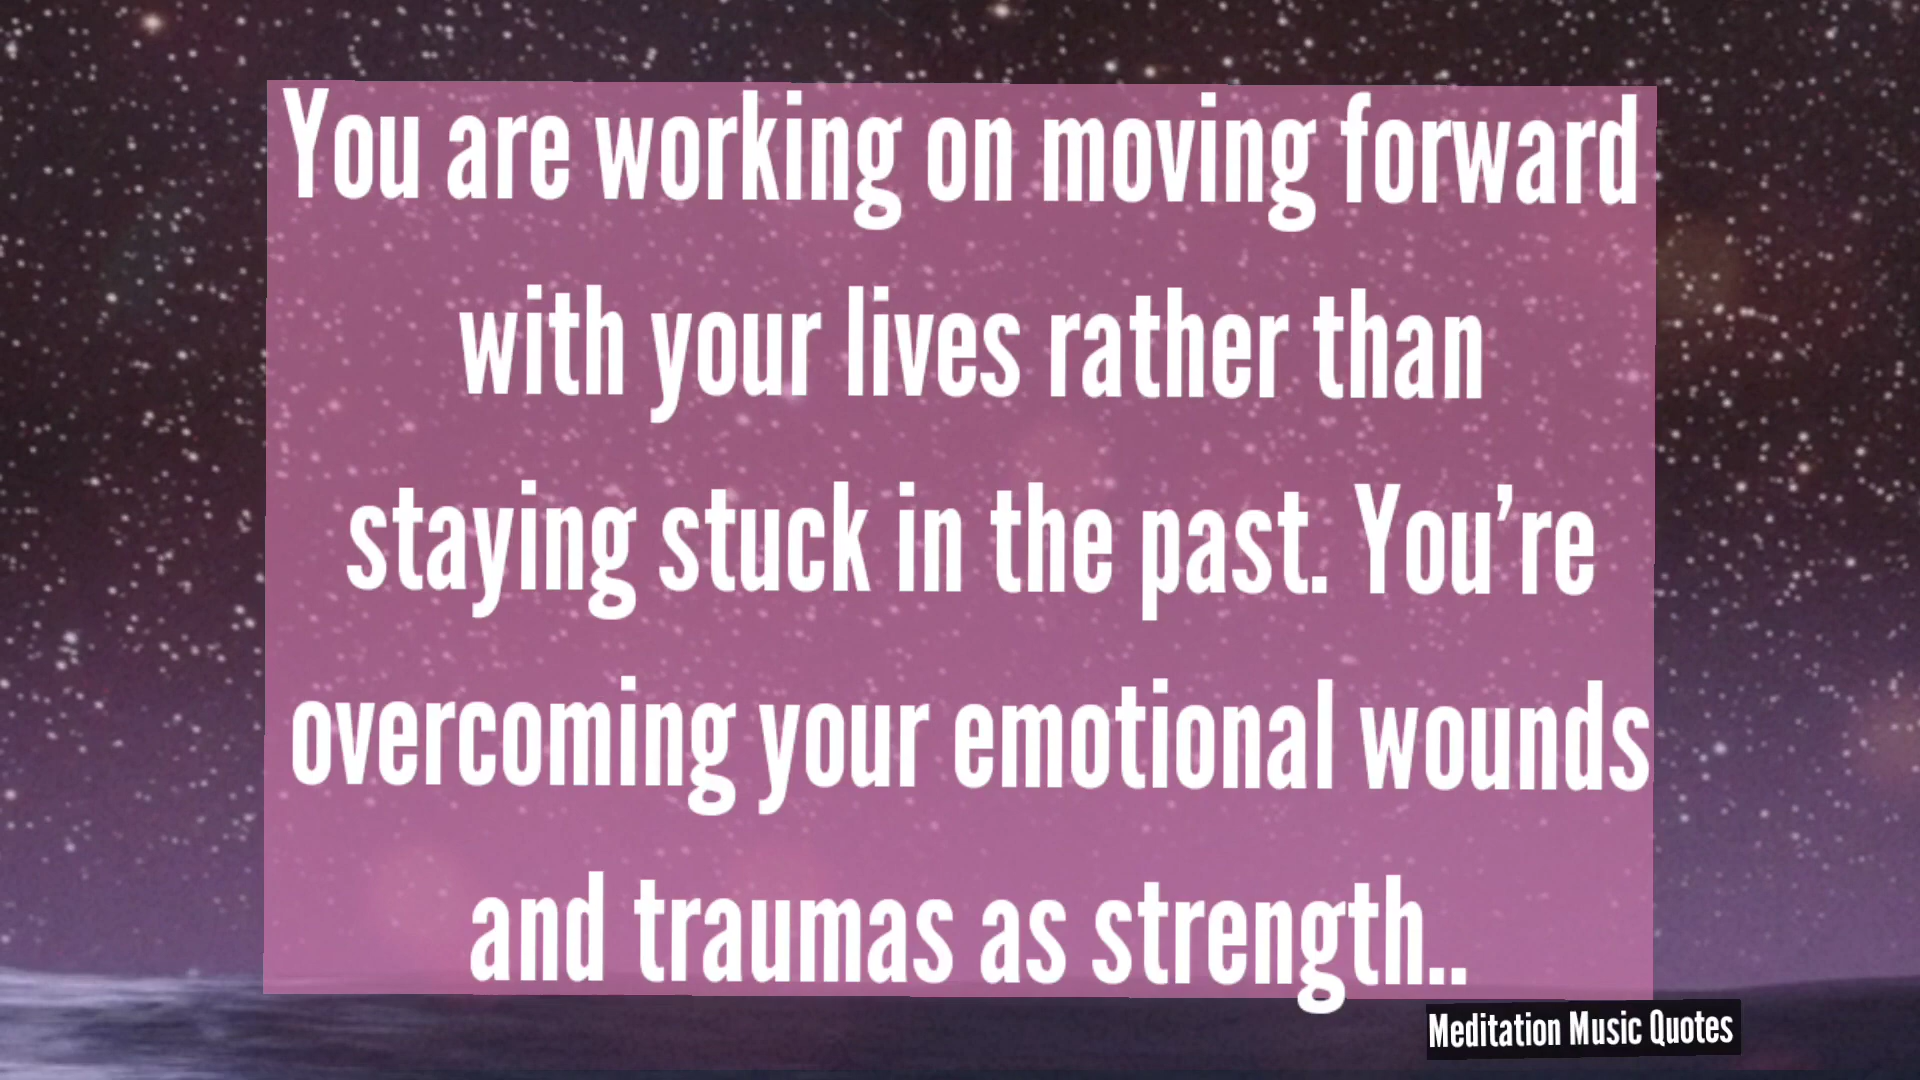 You are working on moving forward
with your lives rather than
staying stuck in the past. You’re
overcoming your emotional wounds
and traumas as strength..
Meditation Music Quotes